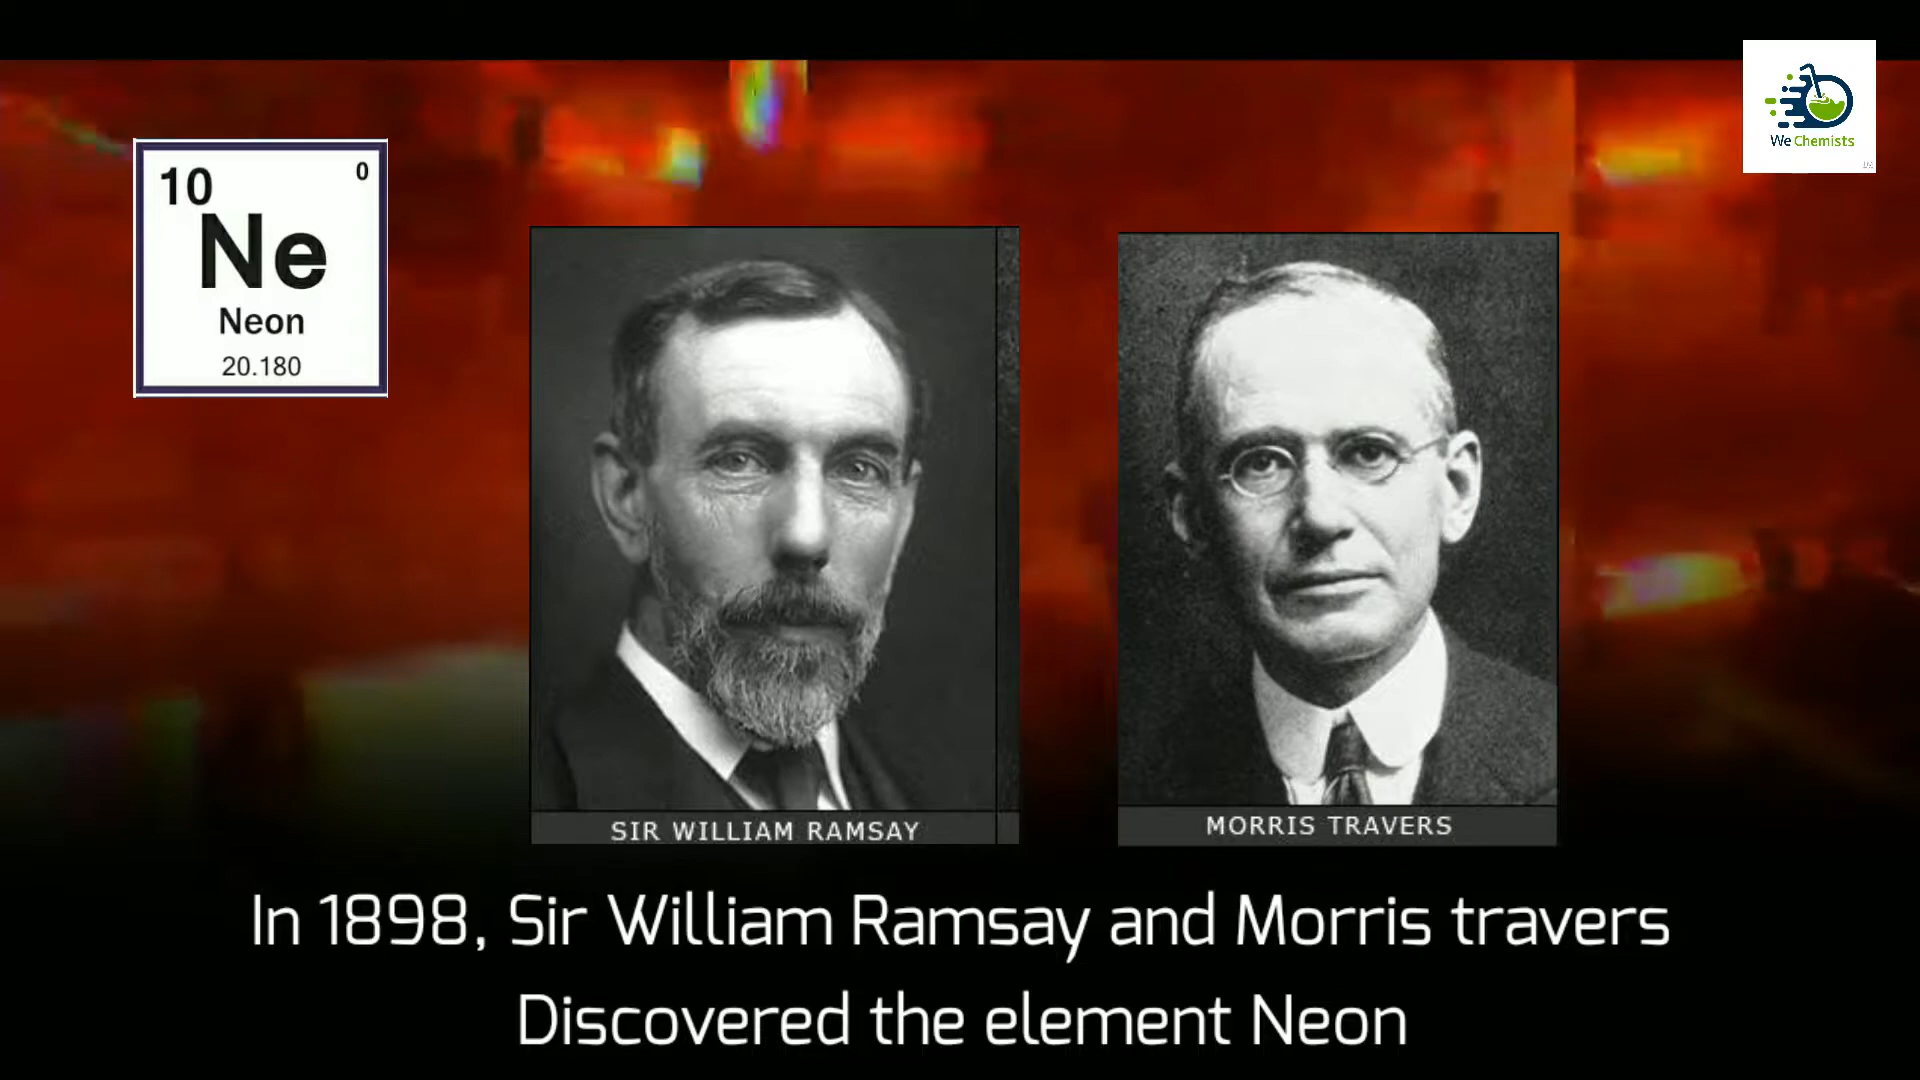 10
0
Ne
Neon
20.180
We Chemists
SIR WILLIAM RAMSAY
MORRIS TRAVERS
In 1898, Sir William Ramsay and Morris travers
Discovered the element Neon